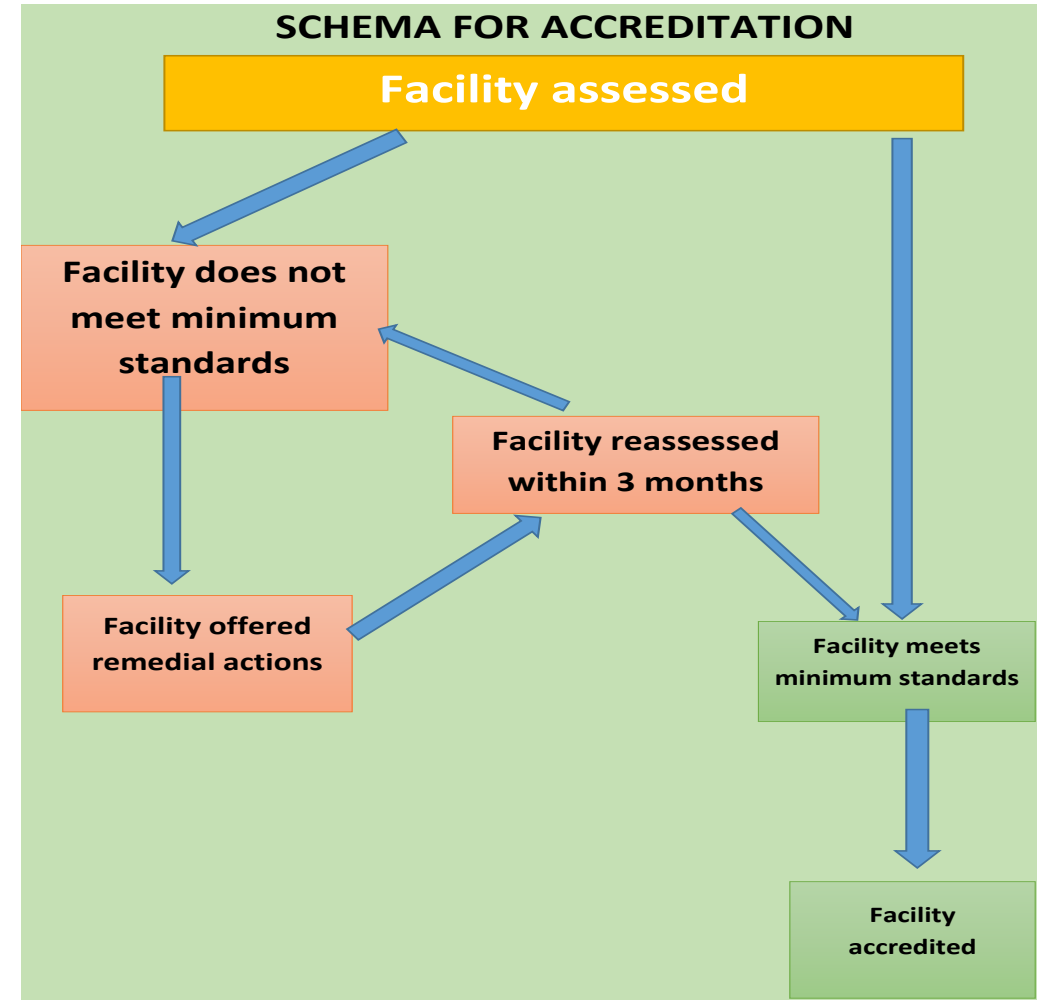 SCHEMA FOR ACCREDITATION
Facility assessed
Facility does not
meet minimum
standards
Facility reassessed
within 3 months
Facility offered
remedial actions
Facility meets
minimum standards
Facility
accredited